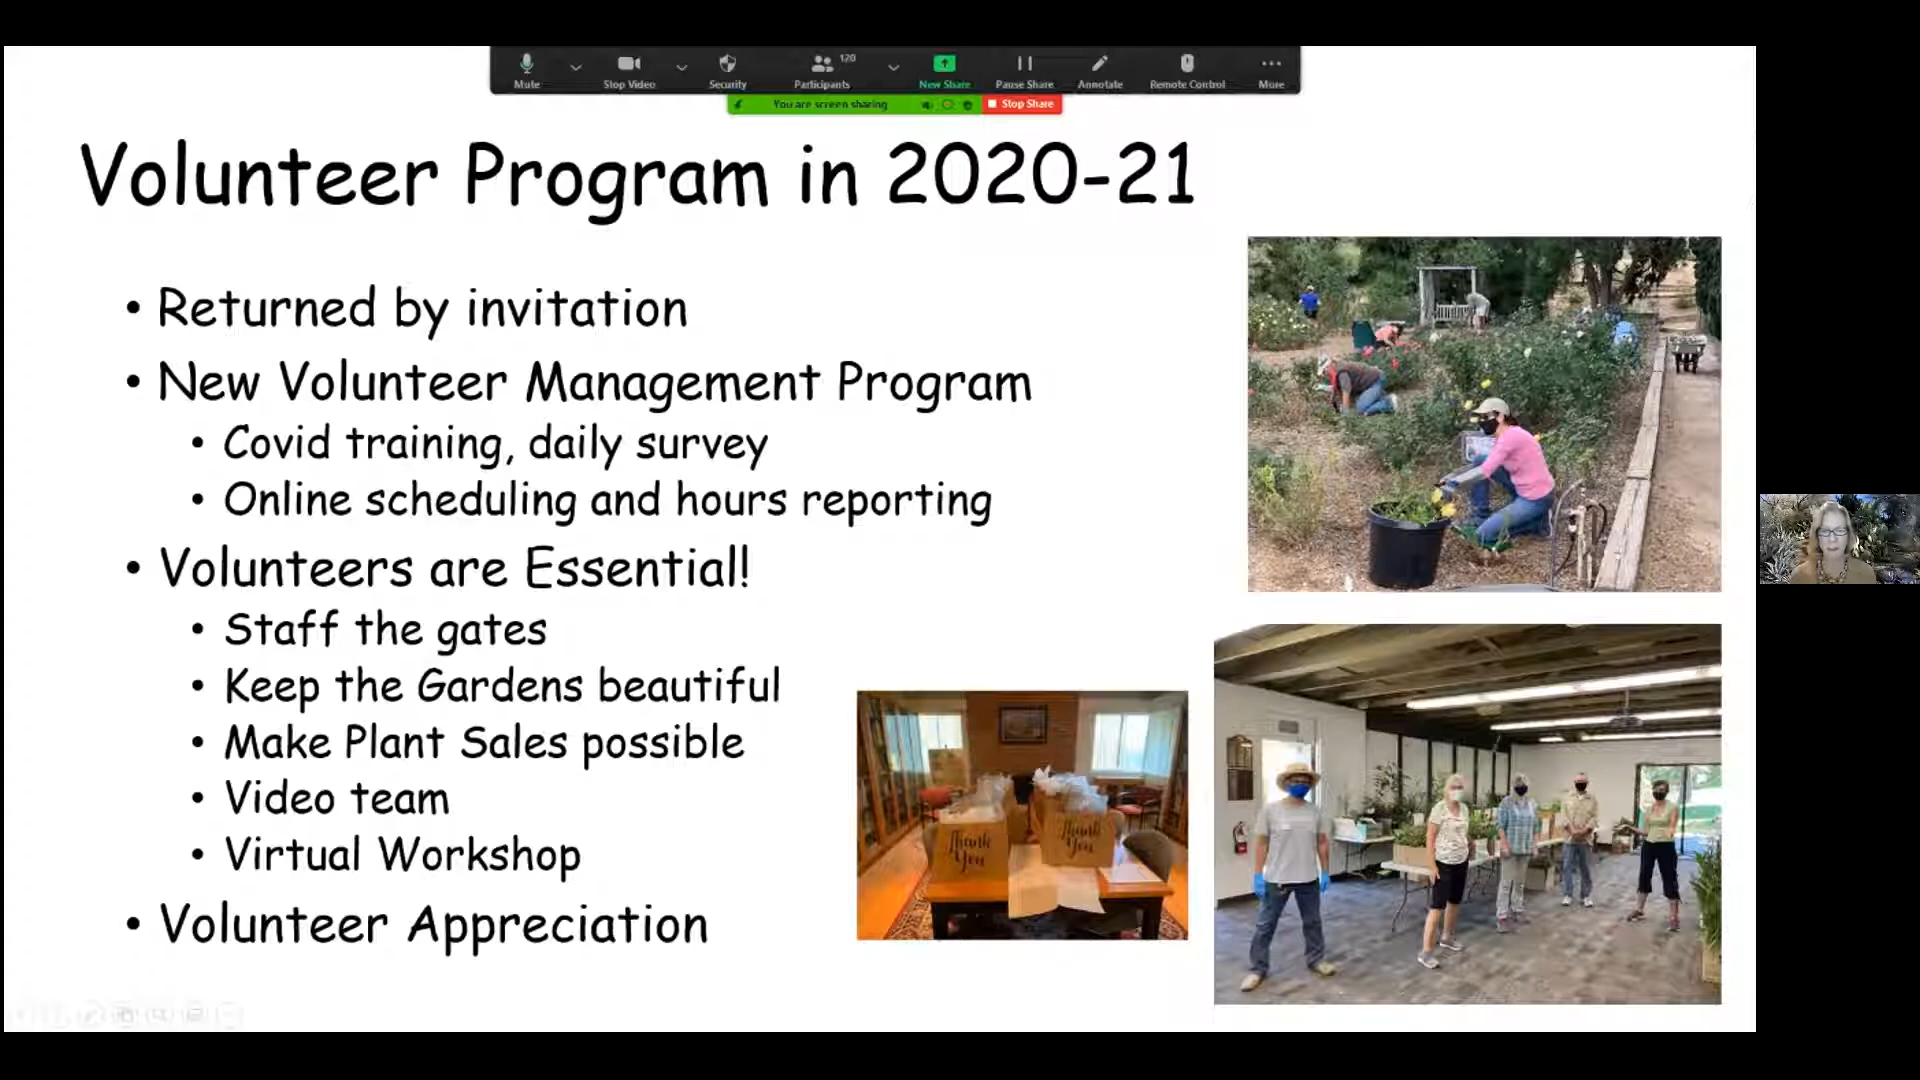 Mute
Stop Video
Security
Participants
120
New Share
Pause Share
Annotate
Remote Control
More
You are screen sharing
Stop Share
Volunteer Program in 2020-21
• Returned by invitation
• New Volunteer Management Program
• Covid training, daily survey
• Online scheduling and hours reporting
• Volunteers are Essential!
• Staff the gates
• Keep the Gardens beautiful
• Make Plant Sales possible
• Video team
• Virtual Workshop
• Volunteer Appreciation
Thank
You
Thank
You